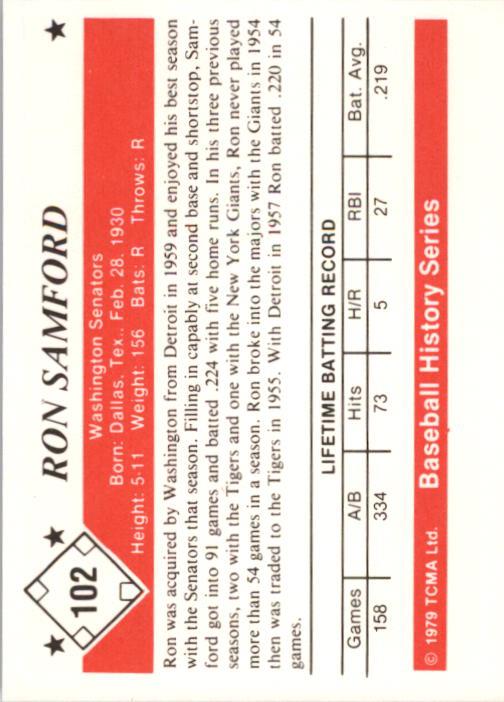 102
RON SAMFORD
Washington Senators
Born: Dallas, Tex., Feb. 28, 1930
Height: 5-11 Weight: 156 Bats: R Throws: R
Ron was acquired by Washington from Detroit in 1959 and enjoyed his best season
with the Senators that season. Filling in capably at second base and shortstop, Sam-
ford got into 91 games and batted .224 with five home runs. In his three previous
seasons, two with the Tigers and one with the New York Giants, Ron never played
more than 54 games in a season. Ron broke into the majors with the Giants in 1954
then was traded to the Tigers in 1955. With Detroit in 1957 Ron batted .220 in 54
games.
LIFETIME BATTING RECORD
Games A/B Hits H/R RBI Bat. Avg.
158 334 73 5 27 .219
© 1979 TCMA Ltd. Baseball History Series